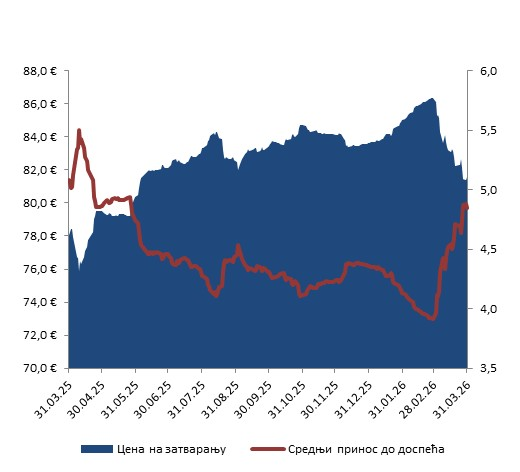 88,0 € 6,0
86,0 €
84,0 € 5,5
82,0 €
80,0 € 5,0
78,0 €
76,0 € 4,5
74,0 € 4,0
72,0 €
70,0 € 3,5
31.03.25 30.04.25 31.05.25 30.06.25 31.07.25 31.08.25 30.09.25 31.10.25 30.11.25 31.12.25 31.01.26 28.02.26 31.03.26
Цена на затварању Средњи принос до доспећа